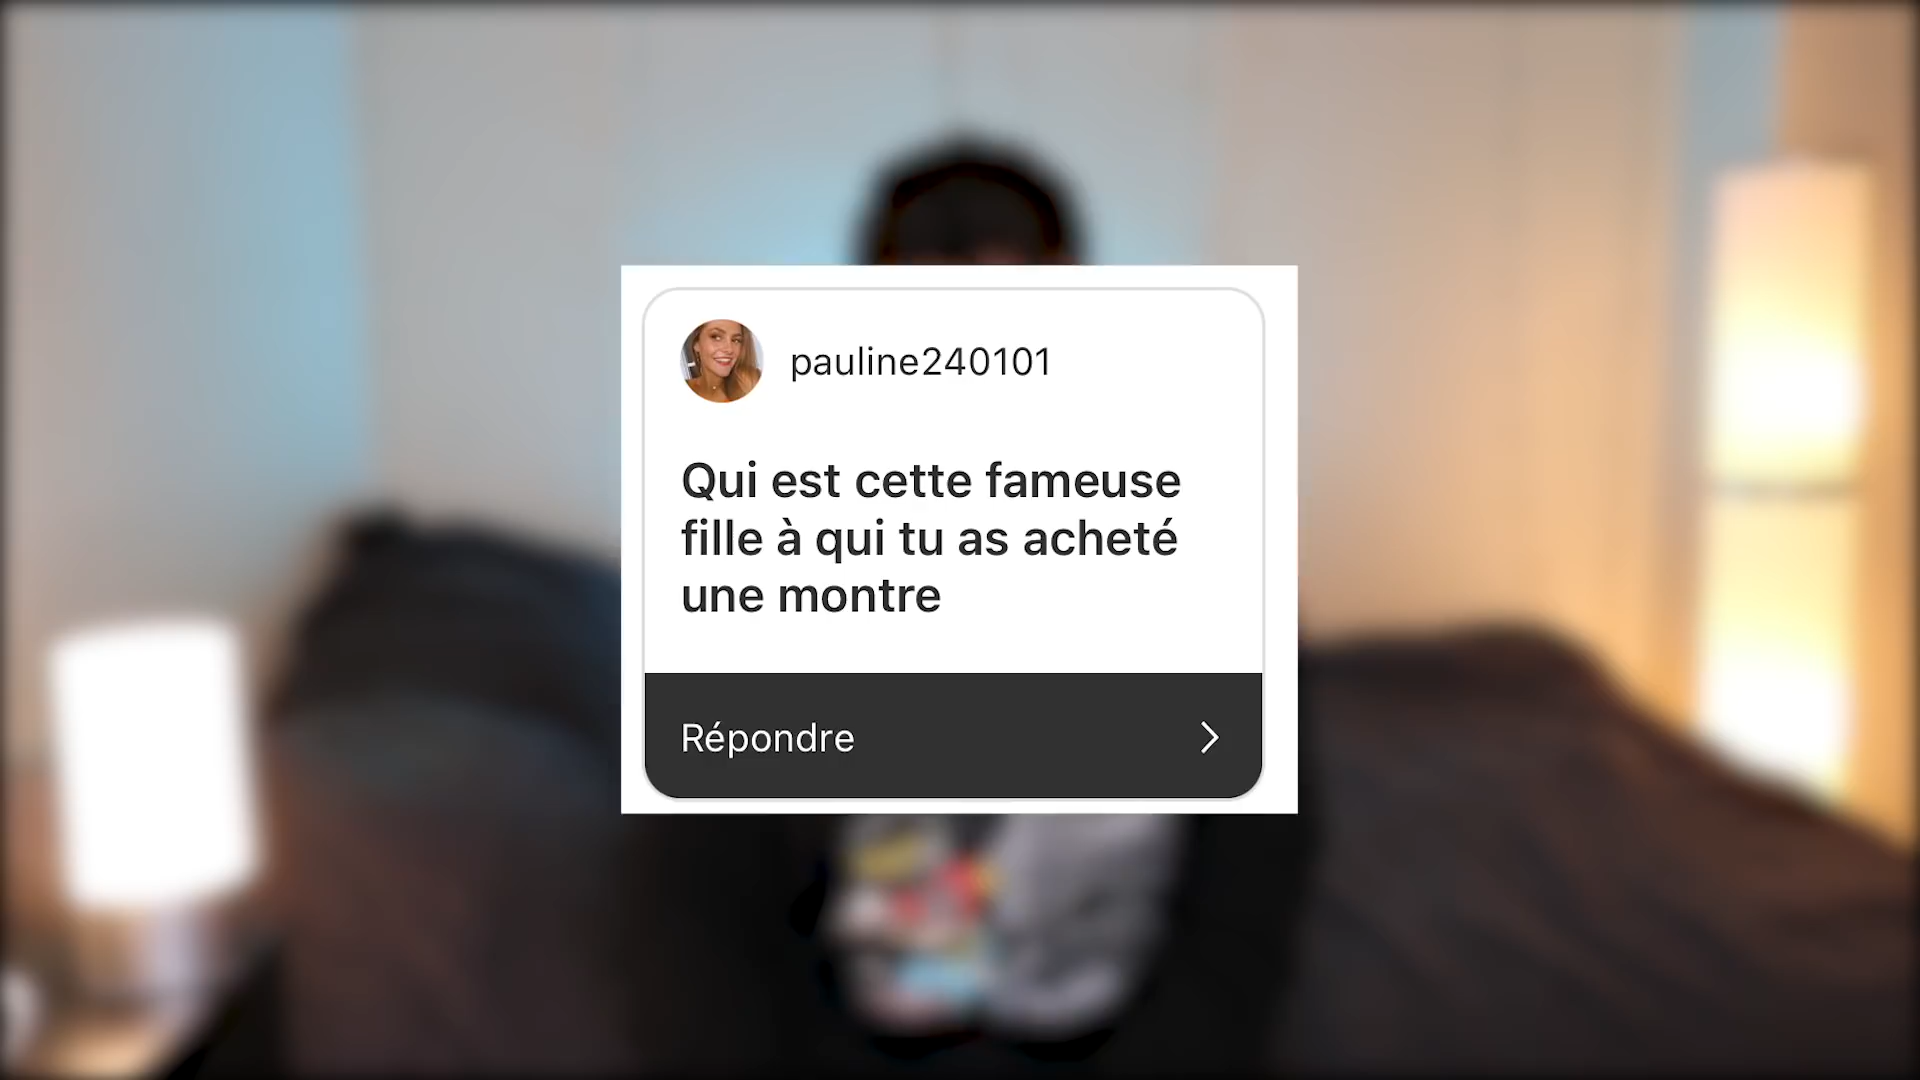 pauline240101
Qui est cette fameuse
fille à qui tu as acheté
une montre
Répondre